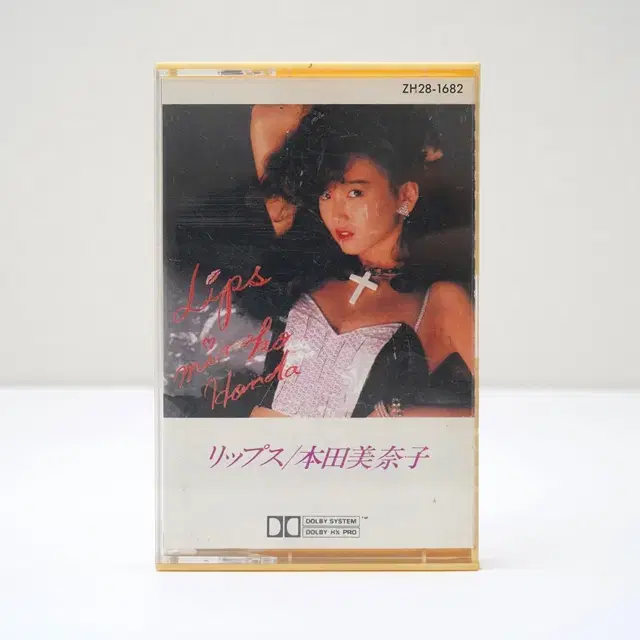 ZH28-1682
Lips
minako
Honda
リップス/本田美奈子
DOLBY SYSTEM
™
DOLBY HX PRO